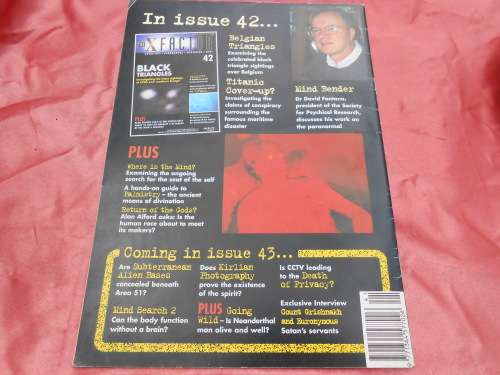 In issue 42...
THE X FACTOR
42
BLACK
TRIANGLES
PLUS
Belgian
Triangles
Examining the
celebrated black
triangle sightings
over Belgium
Titanic
Cover-up?
Investigating the
claims of conspiracy
surrounding the
famous maritime
disaster
Mind Bender
Dr David Fontana,
president of the Society
for Psychical Research,
discusses his work on
the paranormal
PLUS
Where is the Mind?
Examining the ongoing
search for the seat of the self
A hands-on guide to
Palmistry – the ancient
means of divination
Return of the Gods?
Alan Alford asks: Is the
human race about to meet
its makers?
Coming in issue 43...
Are Subterranean
Alien Bases
concealed beneath
Area 51?
Mind Search 2
Can the body function
without a brain?
Does Kirlian
Photography
prove the existence
of the spirit?
PLUS Going
Wild – Is Neanderthal
man alive and well?
Is CCTV leading
to the Death
of Privacy?
Exclusive Interview
Count Grishnakh
and Euronymous
Satan's servants